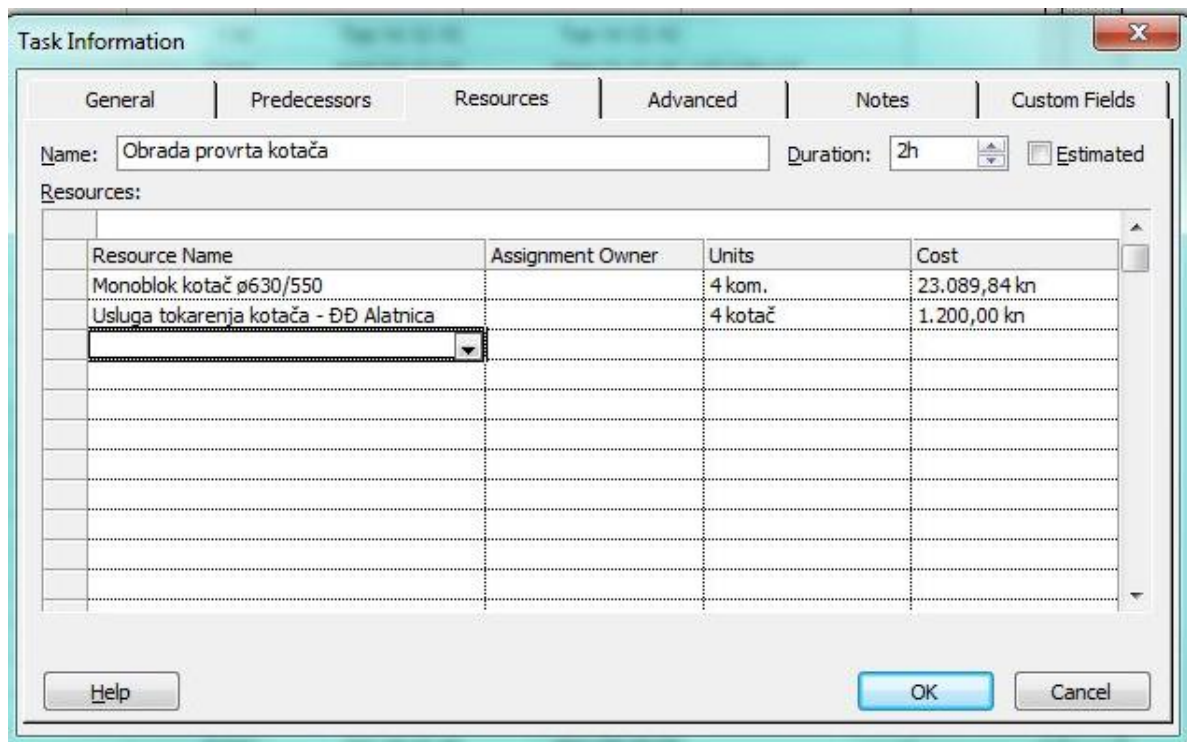 Task Information
General Predecessors Resources Advanced Notes Custom Fields
Name: Obrada provrta kotača Duration: 2h Estimated
Resources:
Resource Name Assignment Owner Units Cost
Monoblok kotač ø630/550 4 kom. 23.089,84 kn
Usluga tokarenja kotača - ĐĐ Alatnica 4 kotač 1.200,00 kn
Help OK Cancel